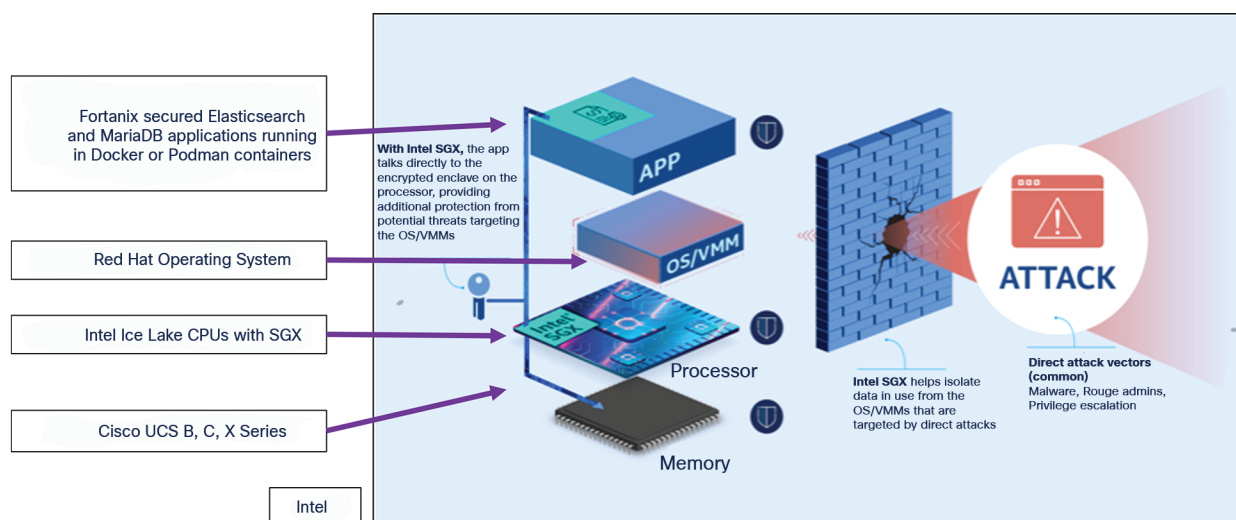 Fortanix secured Elasticsearch
and MariaDB applications running
in Docker or Podman containers
Red Hat Operating System
Intel Ice Lake CPUs with SGX
Cisco UCS B, C, X Series
Intel
With Intel SGX, the app
talks directly to the
encrypted enclave on the
processor, providing
additional protection from
potential threats targeting
the OS/VMMs
APP
OS/VMM
Intel®
SGX
Processor
Memory
Intel SGX helps isolate
data in use from the
OS/VMMs that are
targeted by direct attacks
ATTACK
Direct attack vectors
(common)
Malware, Rouge admins,
Privilege escalation